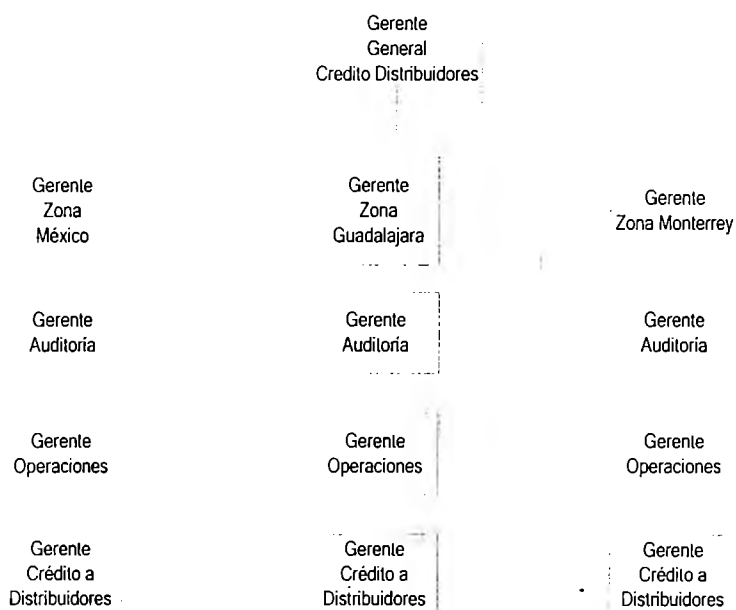 Gerente
General
Credito Distribuidores
Gerente
Zona
México
Gerente
Zona
Guadalajara
Gerente
Zona Monterrey
Gerente
Auditoría
Gerente
Auditoría
Gerente
Auditoría
Gerente
Operaciones
Gerente
Operaciones
Gerente
Operaciones
Gerente
Crédito a
Distribuidores
Gerente
Crédito a
Distribuidores
Gerente
Crédito a
Distribuidores